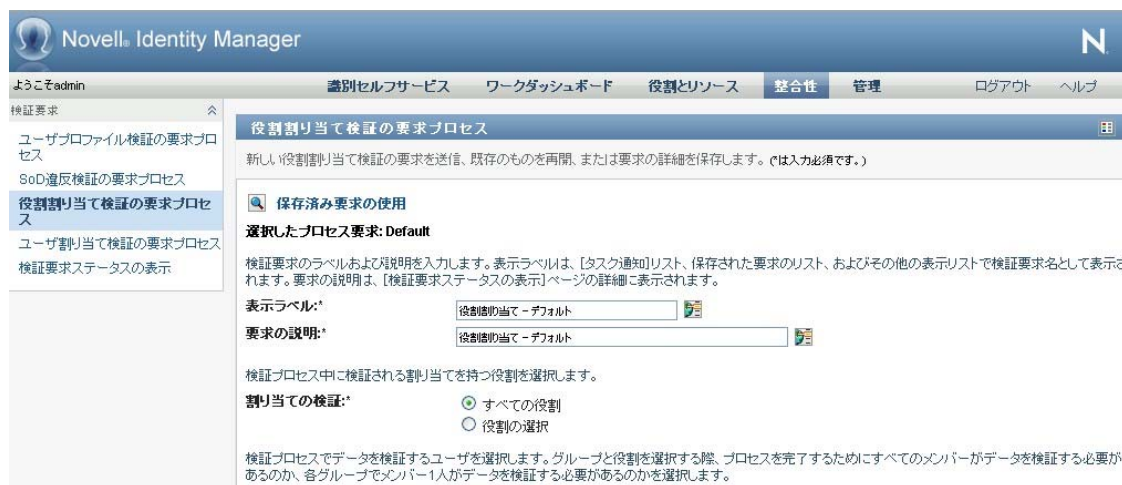 Novell® Identity Manager
N
ようこそadmin
識別セルフサービス ワークダッシュボード 役割とリソース 整合性 管理 ログアウト ヘルプ
検証要求
ユーザプロファイル検証の要求プロ
セス
SoD違反検証の要求プロセス
役割割り当て検証の要求プロセ
ス
ユーザ割り当て検証の要求プロセス
検証要求ステータスの表示
役割割り当て検証の要求プロセス
新しい役割割り当て検証の要求を送信、既存のものを再開、または要求の詳細を保存します。(*は入力必須です。)
保存済み要求の使用
選択したプロセス要求: Default
検証要求のラベルおよび説明を入力します。表示ラベルは、[タスク通知]リスト、保存された要求のリスト、およびその他の表示リストで検証要求名として表示さ
れます。要求の説明は、[検証要求ステータスの表示]ページの詳細に表示されます。
表示ラベル:*
役割割り当て - デフォルト
要求の説明:*
役割割り当て - デフォルト
検証プロセス中に検証される割り当てを持つ役割を選択します。
割り当ての検証:*
すべての役割
役割の選択
検証プロセスでデータを検証するユーザを選択します。グループと役割を選択する際、プロセスを完了するためにすべてのメンバーがデータを検証する必要が
あるのか、各グループでメンバー1人がデータを検証する必要があるのかを選択します。